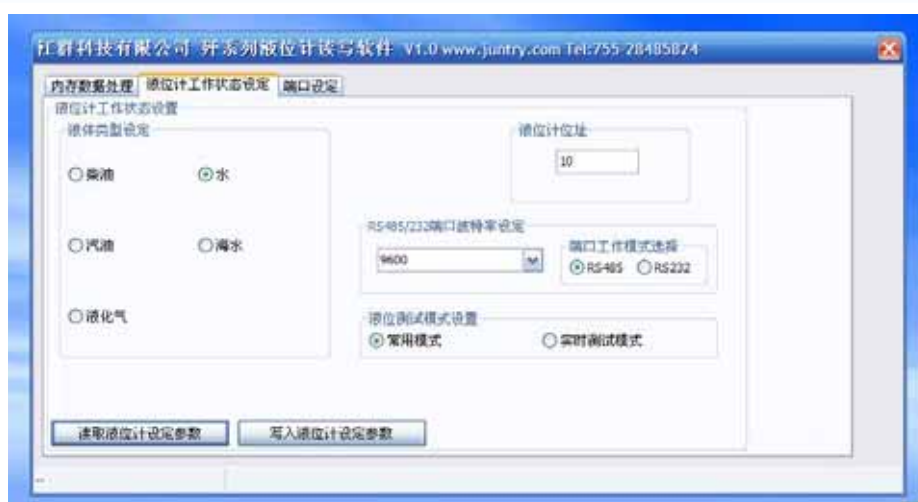 江群科技有限公司 歼系列液位计读写软件 V1.0 www.juntry.com Tel:755-28485824
内存数据处理 液位计工作状态设定 端口设定
液位计工作状态设置
液体类型设定
液位计位址
柴油 水
10
RS485/232端口波特率设定
汽油 海水
9600
端口工作模式选择
RS485 RS232
液化气
液位测试模式设置
常用模式 实时测试模式
读取液位计设定参数 写入液位计设定参数